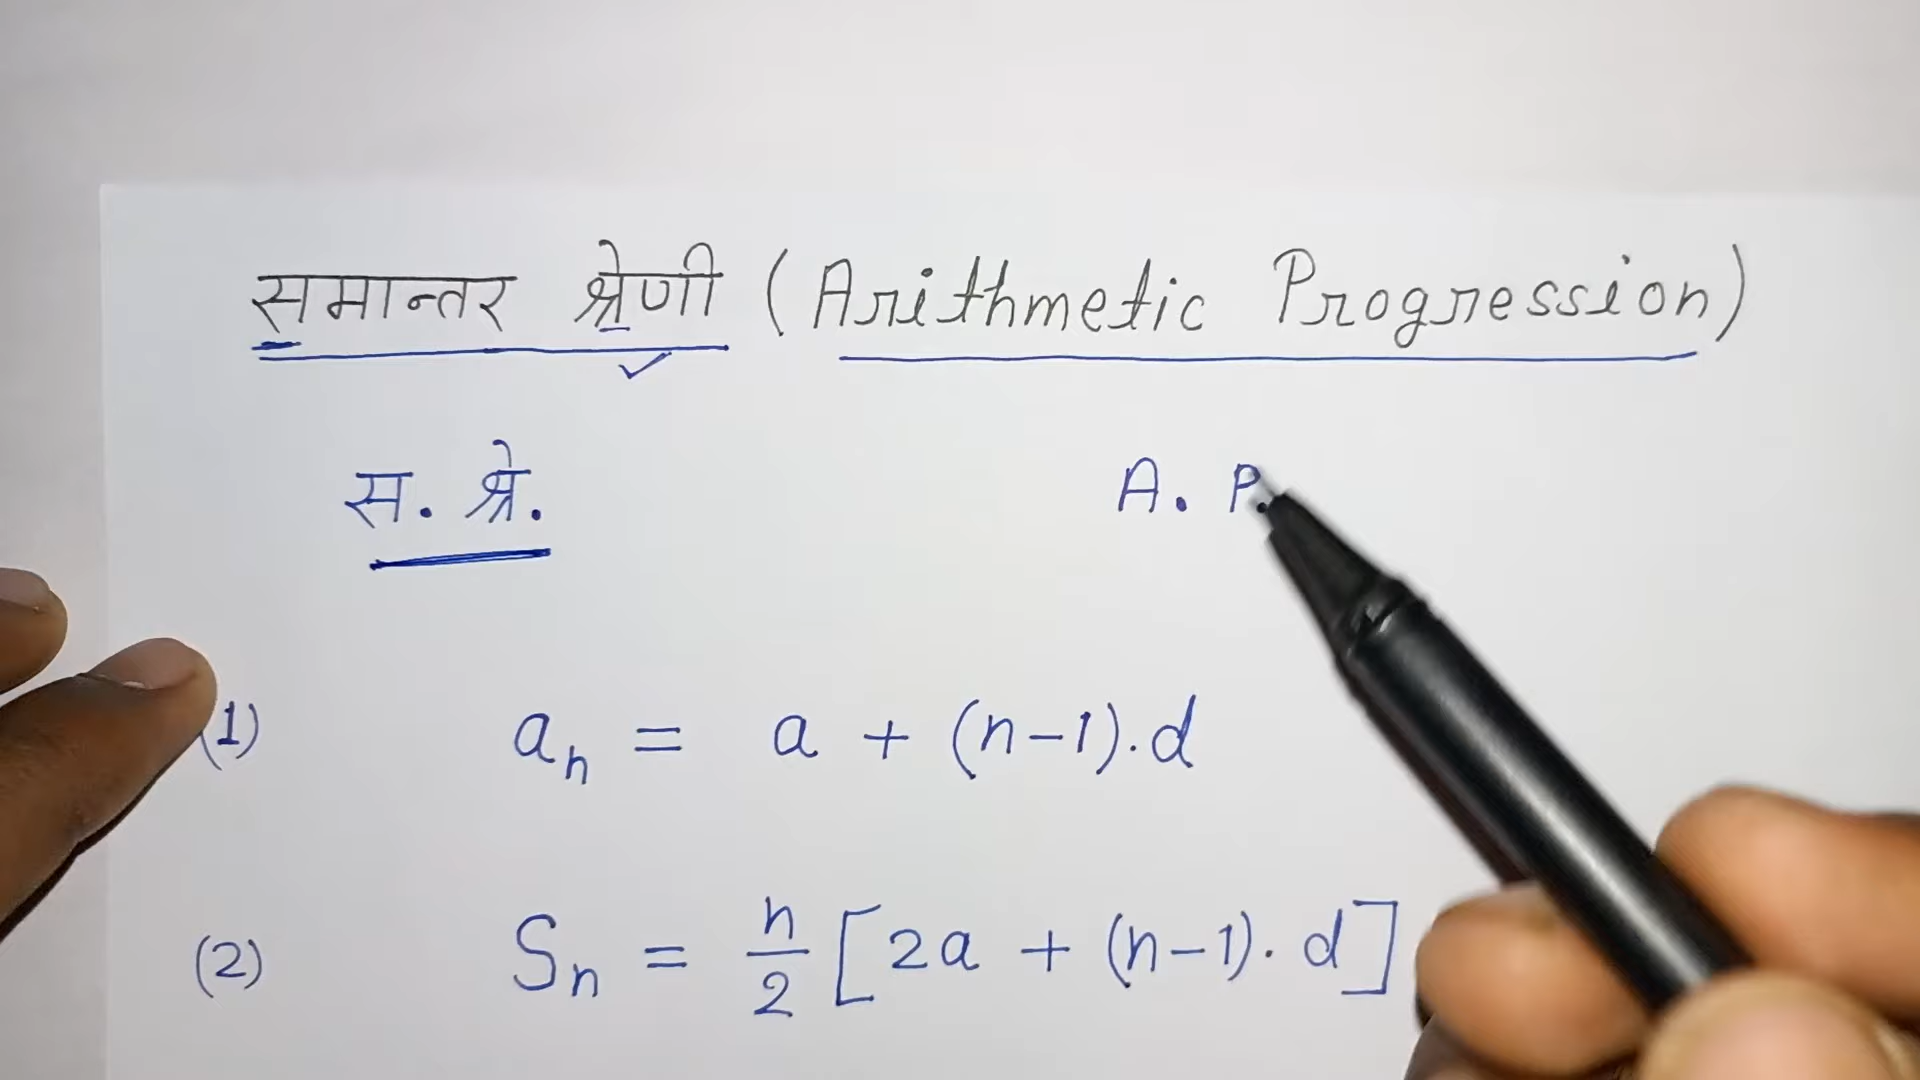 समान्तर श्रेणी (Arithmetic Progression)
स. श्रे. A. P.
(1) aₙ = a + (n-1).d
(2) Sₙ = n/2 [2a + (n-1). d]